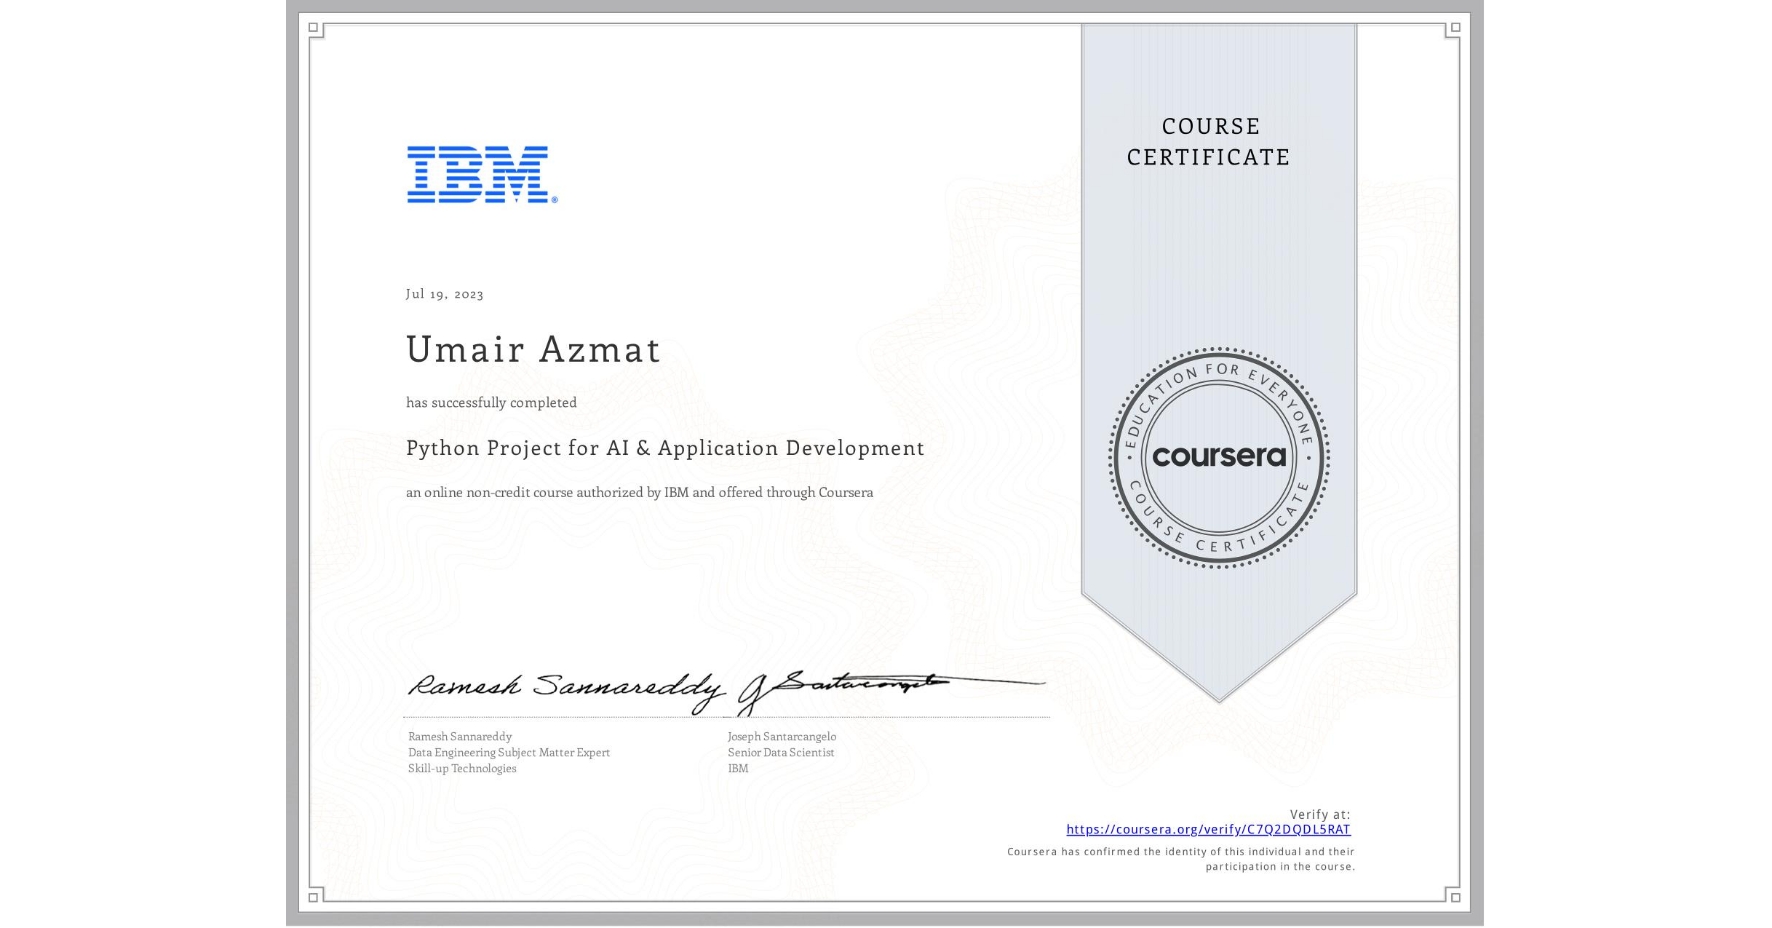 IBM®
COURSE
CERTIFICATE
Jul 19, 2023
Umair Azmat
has successfully completed
Python Project for AI & Application Development
an online non-credit course authorized by IBM and offered through Coursera
EDUCATION FOR EVERYONE
coursera
COURSE CERTIFICATE
Ramesh Sannareddy
J Santarcangelo
Ramesh Sannareddy
Data Engineering Subject Matter Expert
Skill-up Technologies
Joseph Santarcangelo
Senior Data Scientist
IBM
Verify at:
https://coursera.org/verify/C7Q2DQDL5RAT
Coursera has confirmed the identity of this individual and their
participation in the course.